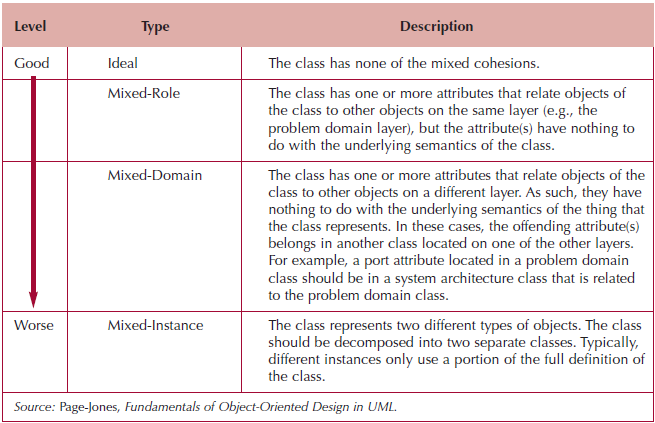 Level Type Description
Good Ideal The class has none of the mixed cohesions.
Mixed-Role The class has one or more attributes that relate objects of
the class to other objects on the same layer (e.g., the
problem domain layer), but the attribute(s) have nothing to
do with the underlying semantics of the class.
Mixed-Domain The class has one or more attributes that relate objects of the
class to other objects on a different layer. As such, they have
nothing to do with the underlying semantics of the thing that
the class represents. In these cases, the offending attribute(s)
belongs in another class located on one of the other layers.
For example, a port attribute located in a problem domain
class should be in a system architecture class that is related
to the problem domain class.
Worse Mixed-Instance The class represents two different types of objects. The class
should be decomposed into two separate classes. Typically,
different instances only use a portion of the full definition of
the class.
Source: Page-Jones, Fundamentals of Object-Oriented Design in UML.